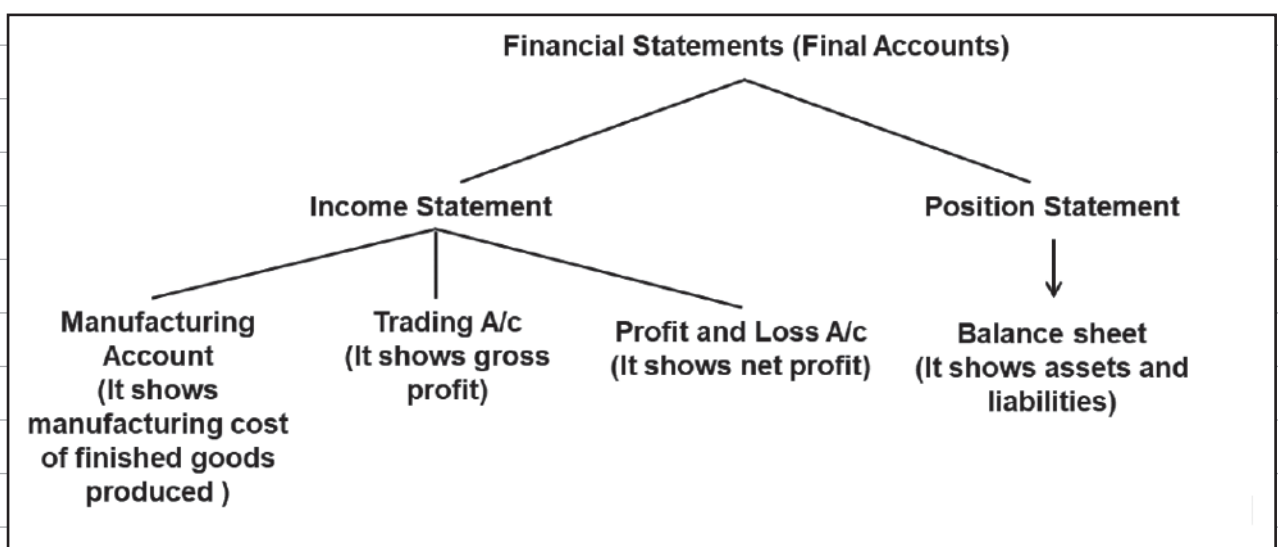 Financial Statements (Final Accounts)
Income Statement
Position Statement
Manufacturing
Account
(It shows
manufacturing cost
of finished goods
produced )
Trading A/c
(It shows gross
profit)
Profit and Loss A/c
(It shows net profit)
Balance sheet
(It shows assets and
liabilities)